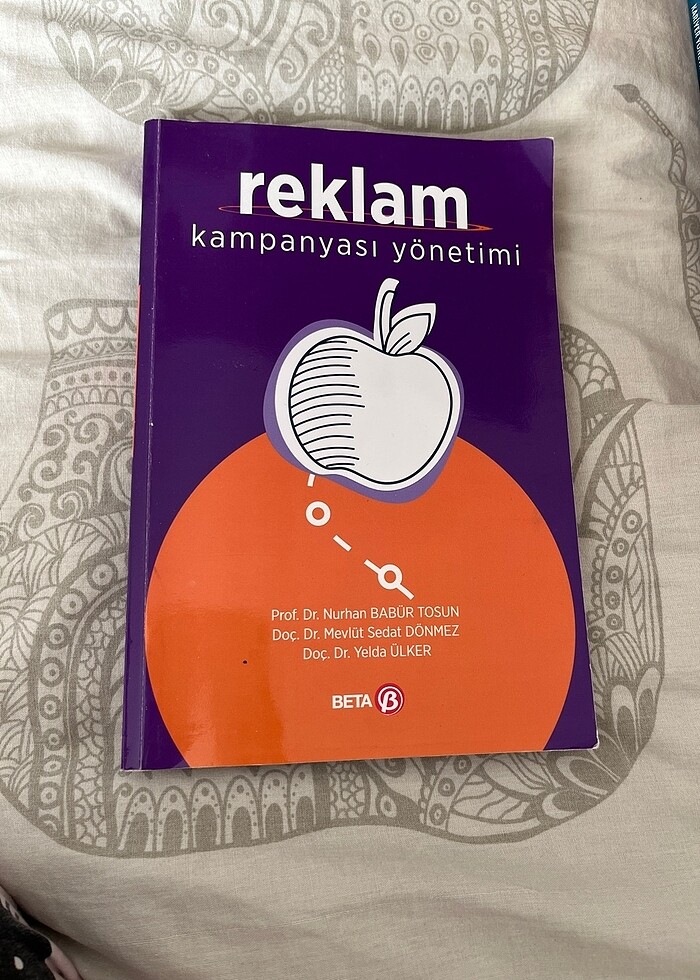 reklam
kampanyası yönetimi
Prof. Dr. Nurhan BABÜR TOSUN
Doç. Dr. Mevlüt Sedat DÖNMEZ
Doç. Dr. Yelda ÜLKER
BETA β